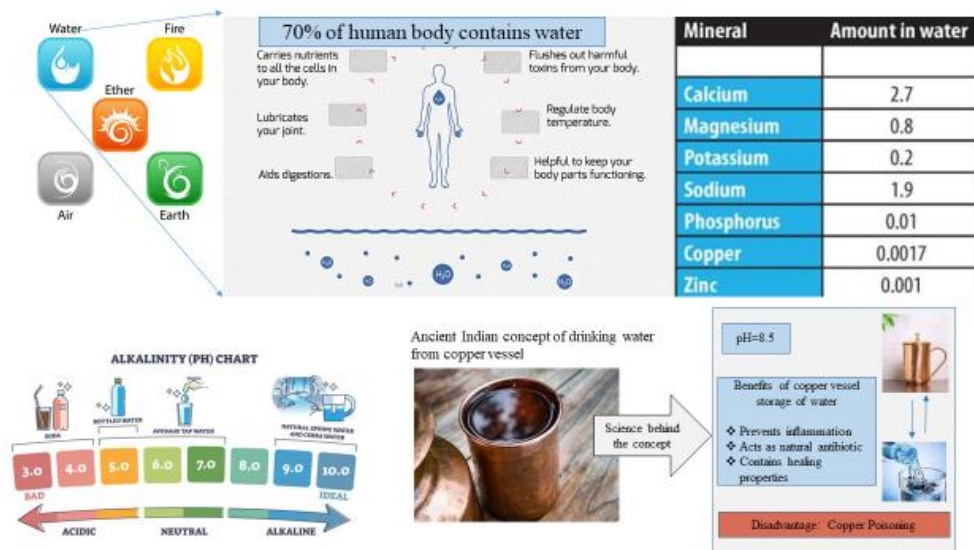 Water
Fire
Ether
Air
Earth
70% of human body contains water
Carries nutrients
to all the cells in
your body.
Lubricates
your joint.
Aids digestions.
Flushes out harmful
toxins from your body.
Regulate body
temperature.
Helpful to keep your
body parts functioning.
H₂O
Mineral Amount in water
Calcium 2.7
Magnesium 0.8
Potassium 0.2
Sodium 1.9
Phosphorus 0.01
Copper 0.0017
Zinc 0.001
ALKALINITY (PH) CHART
SODA
BOTTLED WATER
AVERAGE TAP WATER
NATURAL SPRING WATER
3.0 4.0 5.0 6.0 7.0 8.0 9.0 10.0
BAD IDEAL
ACIDIC NEUTRAL ALKALINE
Ancient Indian concept of drinking water
from copper vessel
Science behind
the concept
pH=8.5
Benefits of copper vessel
storage of water
❖ Prevents inflammation
❖ Acts as natural antibiotic
❖ Contains healing
properties
Disadvantage: Copper Poisoning